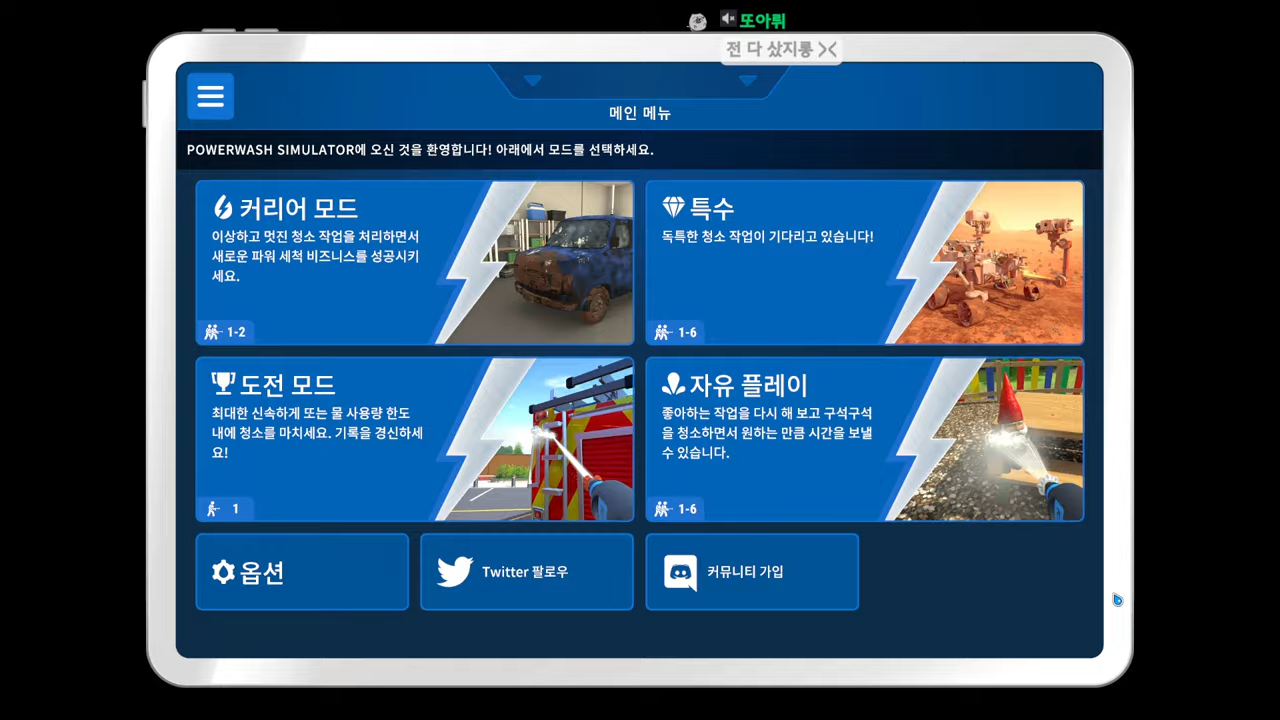 또아뤼
전 다 샀지롱 ><
메인 메뉴
POWERWASH SIMULATOR에 오신 것을 환영합니다! 아래에서 모드를 선택하세요.
커리어 모드
이상하고 멋진 청소 작업을 처리하면서
새로운 파워 세척 비즈니스를 성공시키
세요.
1-2
특수
독특한 청소 작업이 기다리고 있습니다!
1-6
도전 모드
최대한 신속하게 또는 물 사용량 한도
내에 청소를 마치세요. 기록을 경신하세
요!
1
자유 플레이
좋아하는 작업을 다시 해 보고 구석구석
을 청소하면서 원하는 만큼 시간을 보낼
수 있습니다.
1-6
옵션
Twitter 팔로우
커뮤니티 가입